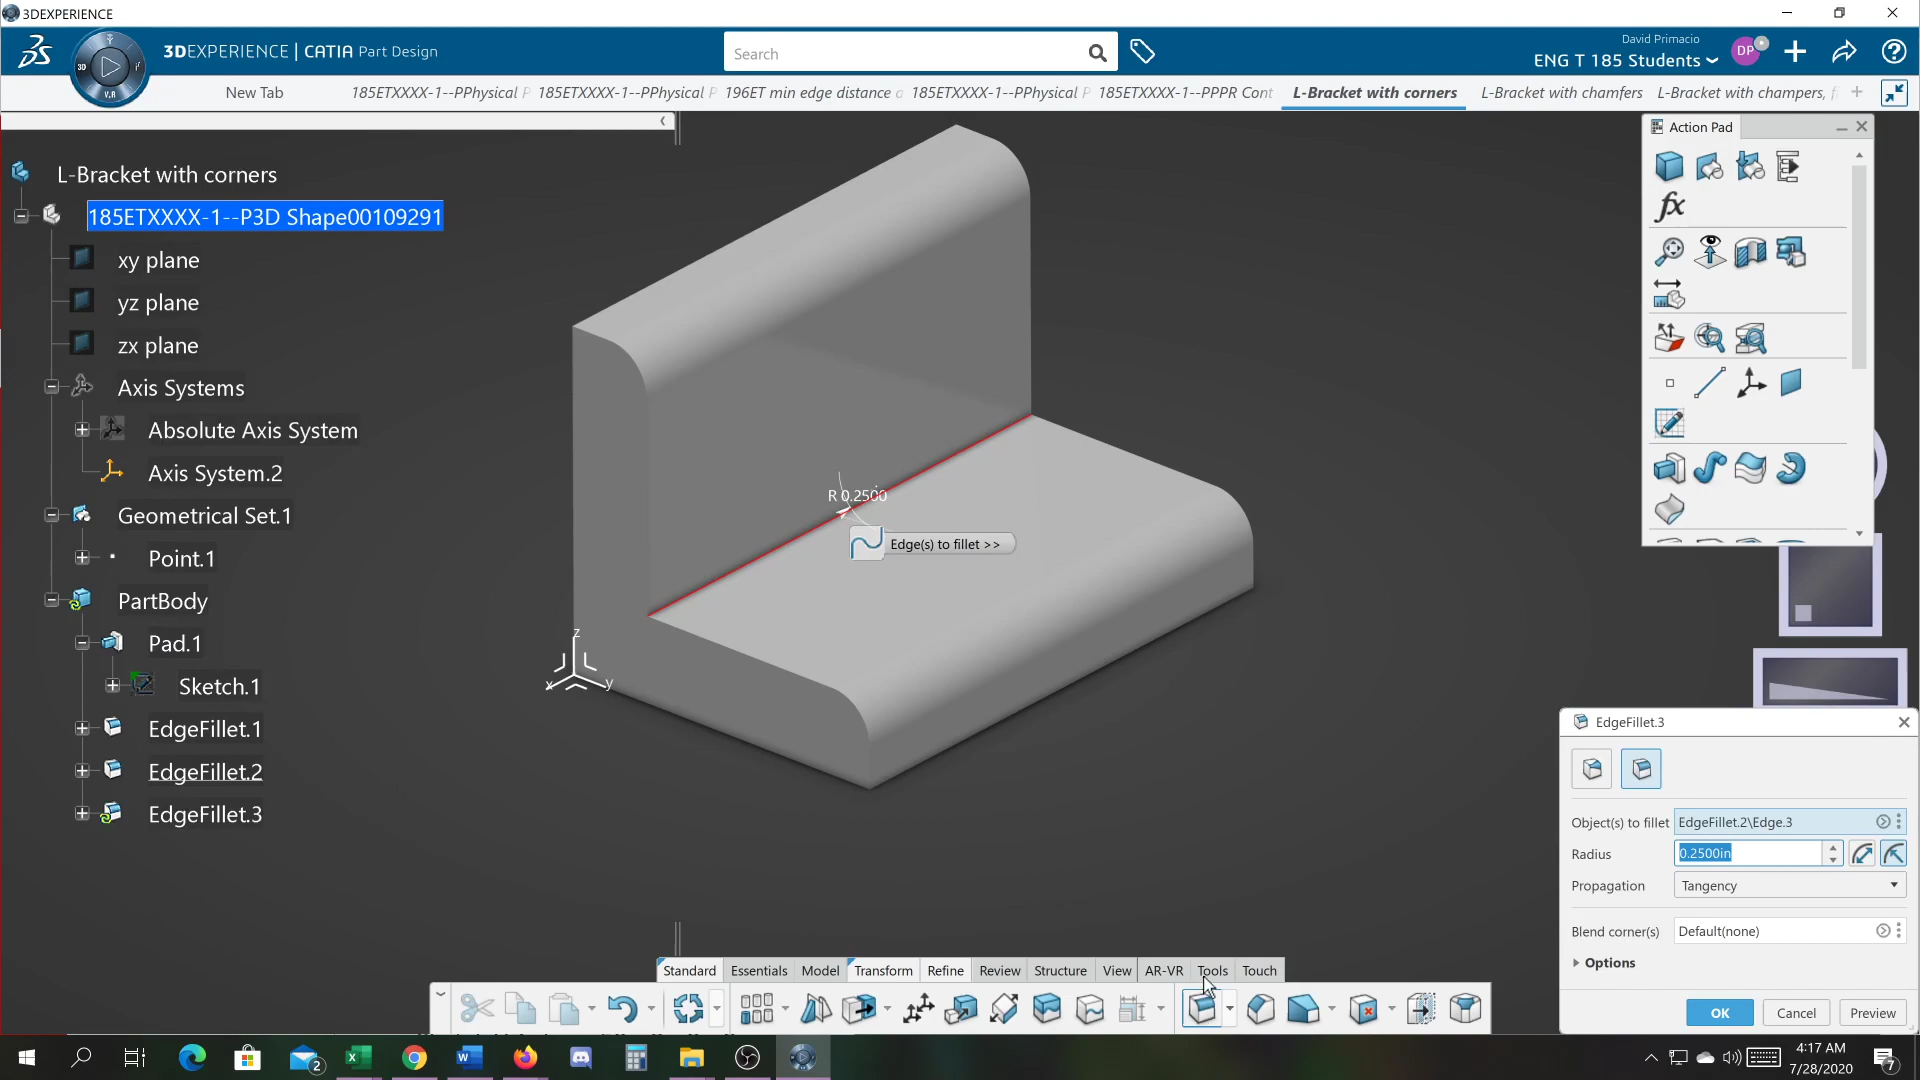 3DEXPERIENCE
3DEXPERIENCE | CATIA Part Design
Search
David Primacio
ENG T 185 Students
DP
3D
V.R
New Tab
185ETXXXX-1--PPhysical P
185ETXXXX-1--PPhysical P
196ET min edge distance a
185ETXXXX-1--PPhysical P
185ETXXXX-1--PPPR Cont
L-Bracket with corners
L-Bracket with chamfers
L-Bracket with champers, f
Action Pad
fx
L-Bracket with corners
185ETXXXX-1--P3D Shape00109291
xy plane
yz plane
zx plane
Axis Systems
Absolute Axis System
Axis System.2
Geometrical Set.1
Point.1
PartBody
Pad.1
Sketch.1
EdgeFillet.1
EdgeFillet.2
EdgeFillet.3
R 0.2500
Edge(s) to fillet >>
z
x
y
EdgeFillet.3
Object(s) to fillet
EdgeFillet.2\Edge.3
Radius
0.2500in
Propagation
Tangency
Blend corner(s)
Default(none)
Options
OK
Cancel
Preview
Standard
Essentials
Model
Transform
Refine
Review
Structure
View
AR-VR
Tools
Touch
2
4:17 AM
7/28/2020
7